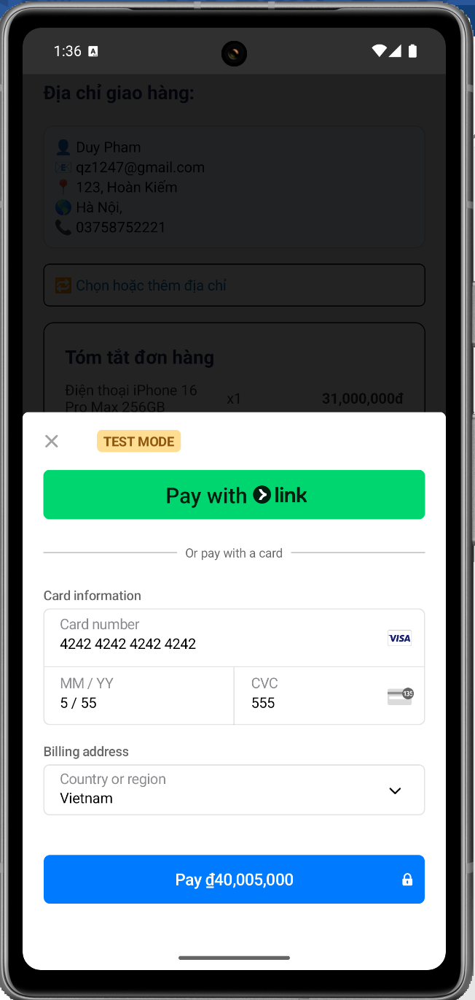 1:36 A
Địa chỉ giao hàng:
Duy Pham
qz1247@gmail.com
123, Hoàn Kiếm
Hà Nội,
03758752221
Chọn hoặc thêm địa chỉ
Tóm tắt đơn hàng
Điện thoại iPhone 16
Pro Max 256GB
x1
31,000,000đ
TEST MODE
Pay with link
Or pay with a card
Card information
Card number
4242 4242 4242 4242
VISA
MM / YY
5 / 55
CVC
555
135
Billing address
Country or region
Vietnam
Pay ₫40,005,000